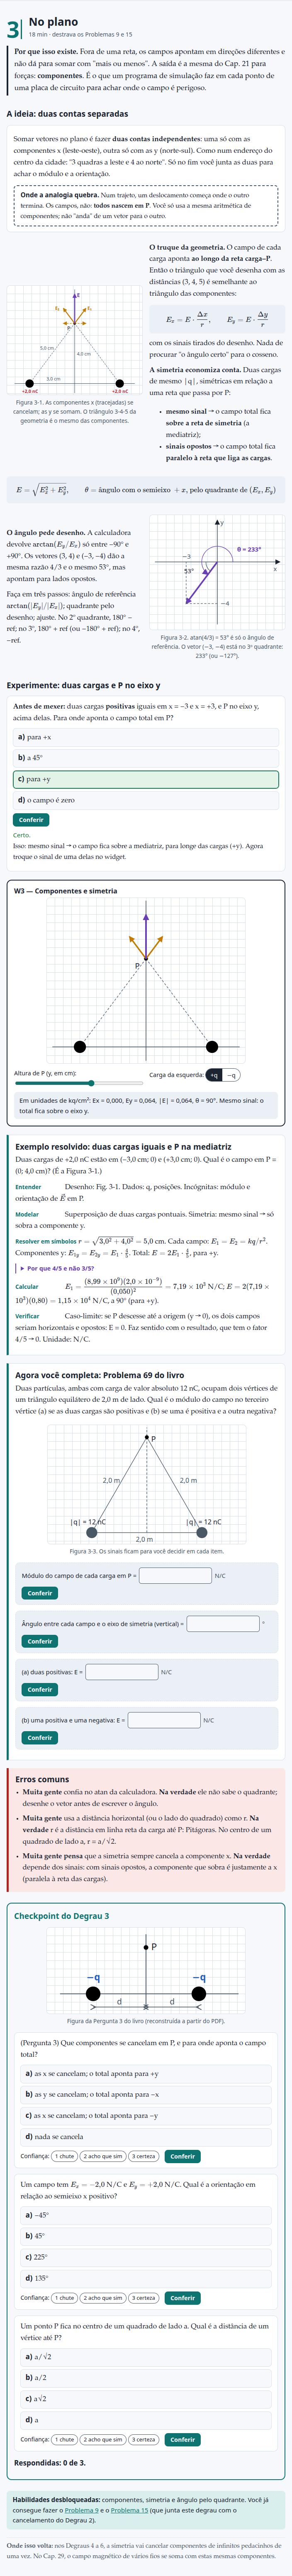 3
No plano
18 min · destrava os Problemas 9 e 15
Por que isso existe. Fora de uma reta, os campos apontam em direções diferentes e
não dá para somar com "mais ou menos". A saída é a mesma do Cap. 21 para
forças: componentes. É o que um programa de simulação faz em cada ponto de
uma placa de circuito para achar onde o campo é perigoso.
A ideia: duas contas separadas
Somar vetores no plano é fazer duas contas independentes: uma só com as
componentes x (leste-oeste), outra só com as y (norte-sul). Como num endereço do
centro da cidade: "3 quadras a leste e 4 ao norte". Só no fim você junta as duas para
achar o módulo e a orientação.
Onde a analogia quebra. Num trajeto, um deslocamento começa onde o outro
termina. Os campos não: todos nascem em P. Você só usa a mesma aritmética de
componentes; não "anda" de um vetor para o outro.
E
E₂
E₁
P
5,0 cm
4,0 cm
3,0 cm
+2,0 nC
+2,0 nC
Figura 3-1. As componentes x (tracejadas) se
cancelam; as y se somam. O triângulo 3-4-5 da
geometria é o mesmo das componentes.
O truque da geometria. O campo de cada
carga aponta ao longo da reta carga–P.
Então o triângulo que você desenha com as
distâncias (3, 4, 5) é semelhante ao
triângulo das componentes:
Eₓ = E · Δx/r,  E_y = E · Δy/r
com os sinais tirados do desenho. Nada de
procurar "o ângulo certo" para o cosseno.
A simetria economiza conta. Duas cargas
de mesmo |q|, simétricas em relação a
uma reta que passa por P:
• mesmo sinal → o campo total fica
sobre a reta de simetria (a
mediatriz);
• sinais opostos → o campo total fica
paralelo à reta que liga as cargas.
E = √(Eₓ² + E_y²),  θ = ângulo com o semieixo + x, pelo quadrante de (Eₓ, E_y)
O ângulo pede desenho. A calculadora
devolve arctan(E_y/Eₓ) só entre −90° e
+90°. Os vetores (3, 4) e (−3, −4) dão a
mesma razão 4/3 e o mesmo 53°, mas
apontam para lados opostos.
Faça em três passos: ângulo de referência
arctan(|E_y|/|Eₓ|); quadrante pelo
desenho; ajuste. No 2º quadrante, 180° −
ref; no 3º, 180° + ref (ou −180° + ref); no 4º,
−ref.
y
θ = 233°
−3
x
53°
−4
Figura 3-2. atan(4/3) = 53° é só o ângulo de
referência. O vetor (−3, −4) está no 3º quadrante:
233° (ou −127°).
Experimente: duas cargas e P no eixo y
Antes de mexer: duas cargas positivas iguais em x = −3 e x = +3, e P no eixo y,
acima delas. Para onde aponta o campo total em P?
a) para +x
b) a 45°
c) para +y
d) o campo é zero
Conferir
Certo.
Isso: mesmo sinal → o campo fica sobre a mediatriz, para longe das cargas (+y). Agora
troque o sinal de uma delas no widget.
W3 — Componentes e simetria
P
Altura de P (y, em cm):
Carga da esquerda: +q −q
Em unidades de kq/cm²: Ex = 0,000, Ey = 0,064, |E| = 0,064, θ = 90°. Mesmo sinal: o
total fica sobre o eixo y.
Exemplo resolvido: duas cargas iguais e P na mediatriz
Duas cargas de +2,0 nC estão em (−3,0 cm; 0) e (+3,0 cm; 0). Qual é o campo em P =
(0; 4,0 cm)? (É a Figura 3-1.)
Entender Desenho: Fig. 3-1. Dados: q, posições. Incógnitas: módulo e
orientação de E⃗ em P.
Modelar Superposição de duas cargas pontuais. Simetria: mesmo sinal → só
sobra a componente y.
Resolver em símbolos r = √(3,0² + 4,0²) = 5,0 cm. Cada campo: E₁ = E₂ = kq/r².
Componentes y: E₁y = E₂y = E₁ · 4/5. Total: E = 2E₁ · 4/5, para +y.
▸ Por que 4/5 e não 3/5?
Calcular E₁ = (8,99 × 10⁹)(2,0 × 10⁻⁹)/(0,050)² = 7,19 × 10³ N/C; E = 2(7,19 ×
10³)(0,80) = 1,15 × 10⁴ N/C, a 90° (para +y).
Verificar Caso-limite: se P descesse até a origem (y → 0), os dois campos
seriam horizontais e opostos: E = 0. Faz sentido com o resultado, que tem o fator
4/5 → 0. Unidade: N/C.
Agora você completa: Problema 69 do livro
Duas partículas, ambas com carga de valor absoluto 12 nC, ocupam dois vértices de
um triângulo equilátero de 2,0 m de lado. Qual é o módulo do campo no terceiro
vértice (a) se as duas cargas são positivas e (b) se uma é positiva e a outra negativa?
P
2,0 m
2,0 m
|q| = 12 nC
|q| = 12 nC
2,0 m
Figura 3-3. Os sinais ficam para você decidir em cada item.
Módulo do campo de cada carga em P = N/C
Conferir
Ângulo entre cada campo e o eixo de simetria (vertical) = °
Conferir
(a) duas positivas: E = N/C
Conferir
(b) uma positiva e uma negativa: E = N/C
Conferir
Erros comuns
• Muita gente confia no atan da calculadora. Na verdade ele não sabe o quadrante;
desenhe o vetor antes de escrever o ângulo.
• Muita gente usa a distância horizontal (ou o lado do quadrado) como r. Na
verdade r é a distância em linha reta da carga até P: Pitágoras. No centro de um
quadrado de lado a, r = a/√2.
• Muita gente pensa que a simetria sempre cancela a componente x. Na verdade
depende dos sinais: com sinais opostos, a componente que sobra é justamente a x
(paralela à reta das cargas).
Checkpoint do Degrau 3
P
−q
−q
d
d
Figura da Pergunta 3 do livro (reconstruída a partir do PDF).
(Pergunta 3) Que componentes se cancelam em P, e para onde aponta o campo
total?
a) as x se cancelam; o total aponta para +y
b) as y se cancelam; o total aponta para −x
c) as x se cancelam; o total aponta para −y
d) nada se cancela
Confiança: 1 chute 2 acho que sim 3 certeza Conferir
Um campo tem Eₓ = −2,0 N/C e E_y = +2,0 N/C. Qual é a orientação em
relação ao semieixo x positivo?
a) −45°
b) 45°
c) 225°
d) 135°
Confiança: 1 chute 2 acho que sim 3 certeza Conferir
Um ponto P fica no centro de um quadrado de lado a. Qual é a distância de um
vértice até P?
a) a/√2
b) a/2
c) a√2
d) a
Confiança: 1 chute 2 acho que sim 3 certeza Conferir
Respondidas: 0 de 3.
Habilidades desbloqueadas: componentes, simetria e ângulo pelo quadrante. Você já
consegue fazer o Problema 9 e o Problema 15 (que junta este degrau com o
cancelamento do Degrau 2).
Onde isso volta: nos Degraus 4 a 6, a simetria vai cancelar componentes de infinitos pedacinhos de
uma vez. No Cap. 29, o campo magnético de vários fios se soma com estas mesmas componentes.